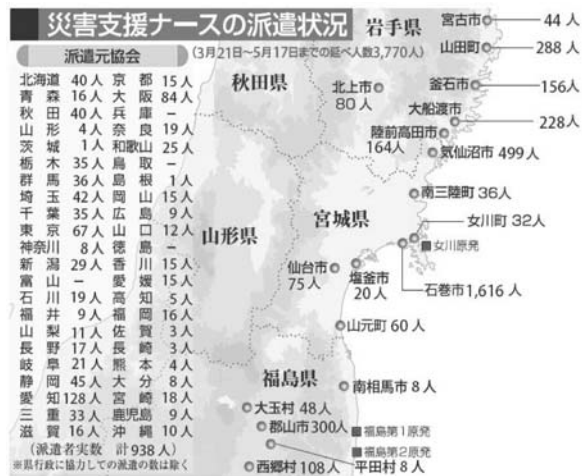 災害支援ナースの派遣状況
派遣元協会
(3月21日~5月17日までの延べ人数3,770人)
北海道 40人 京都 15人
青森 16人 大阪 84人
秋田 40人 兵庫 −
山形 4人 奈良 19人
茨城 1人 和歌山 25人
栃木 35人 鳥取 −
群馬 36人 島根 1人
埼玉 42人 岡山 15人
千葉 35人 広島 9人
東京 67人 山口 12人
神奈川 8人 徳島 −
新潟 29人 香川 15人
富山 − 愛媛 15人
石川 19人 高知 5人
福井 9人 福岡 16人
山梨 11人 佐賀 3人
長野 17人 長崎 3人
岐阜 21人 熊本 4人
静岡 45人 大分 8人
愛知 128人 宮崎 18人
三重 33人 鹿児島 9人
滋賀 16人 沖縄 10人
(派遣者実数 計938人)
※県行政に協力しての派遣の数は除く
岩手県
秋田県
宮城県
山形県
福島県
宮古市 44人
山田町 288人
北上市
80人
釜石市 156人
大船渡市
228人
陸前高田市
164人
気仙沼市 499人
南三陸町 36人
女川町 32人
女川原発
仙台市
75人
塩釜市
20人
石巻市 1,616人
山元町 60人
南相馬市 8人
大玉村 48人
郡山市 300人
福島第1原発
福島第2原発
平田村 8人
西郷村 108人